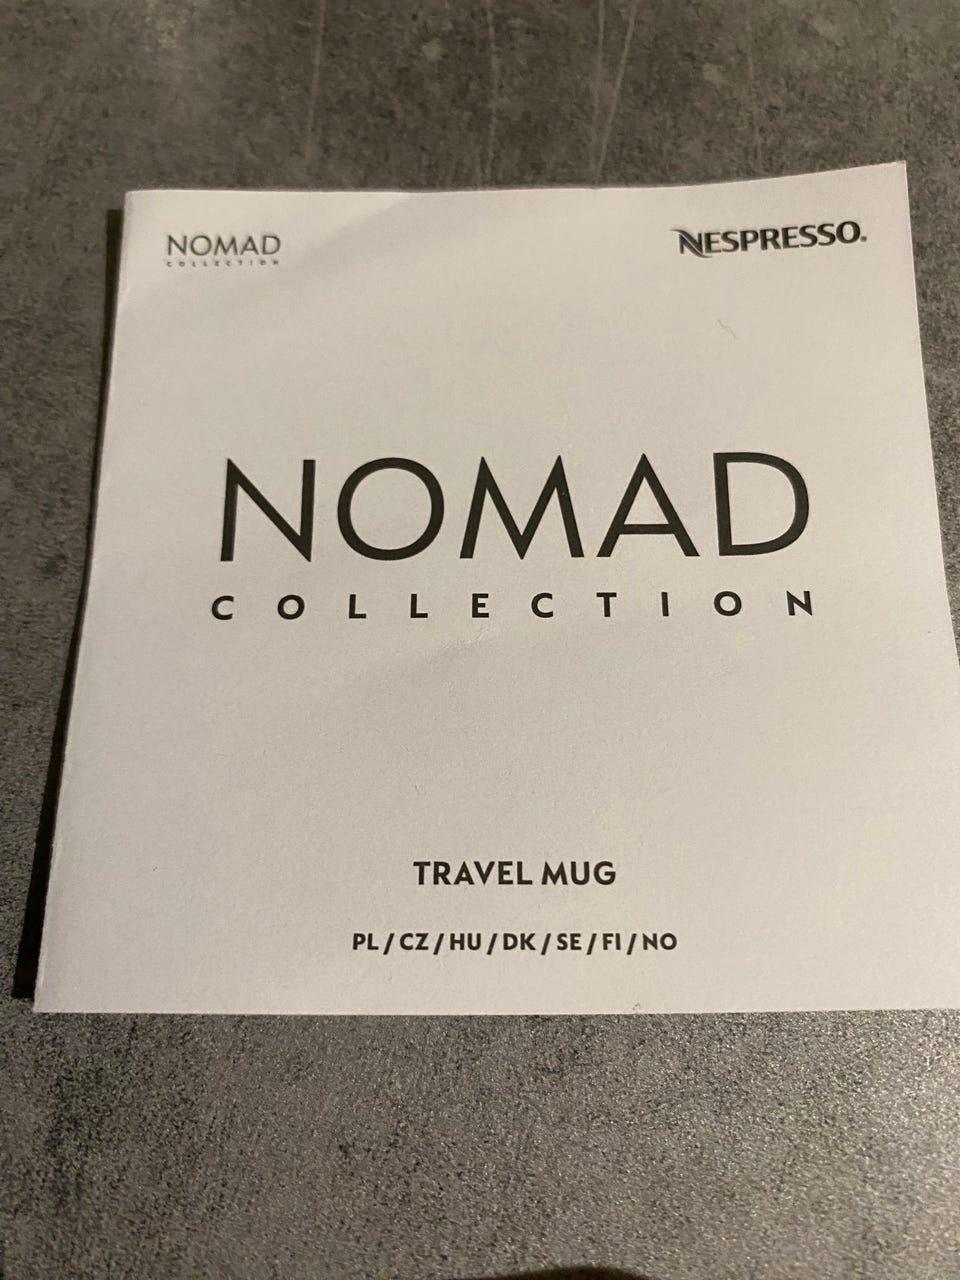 NOMAD
COLLECTION
NESPRESSO.
NOMAD
COLLECTION
TRAVEL MUG
PL / CZ / HU / DK / SE / FI / NO